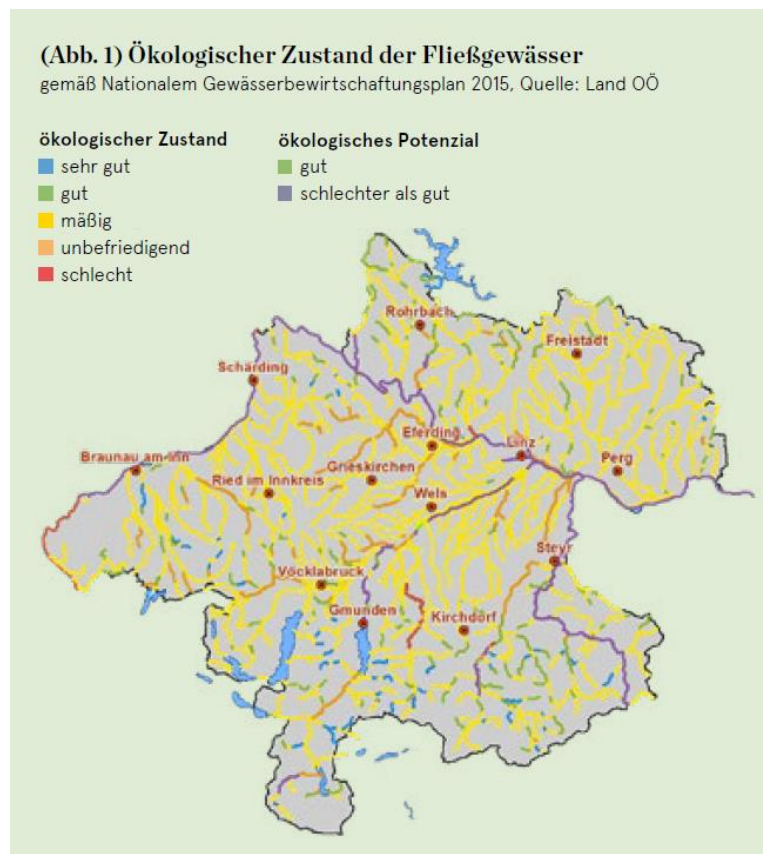 (Abb. 1) Ökologischer Zustand der Fließgewässer
gemäß Nationalem Gewässerbewirtschaftungsplan 2015, Quelle: Land OÖ
ökologischer Zustand
sehr gut
gut
mäßig
unbefriedigend
schlecht
ökologisches Potenzial
gut
schlechter als gut
Rohrbach
Freistadt
Schärding
Eferding
Linz
Braunau am Inn
Grieskirchen
Perg
Ried im Innkreis
Wels
Steyr
Vöcklabruck
Gmunden
Kirchdorf